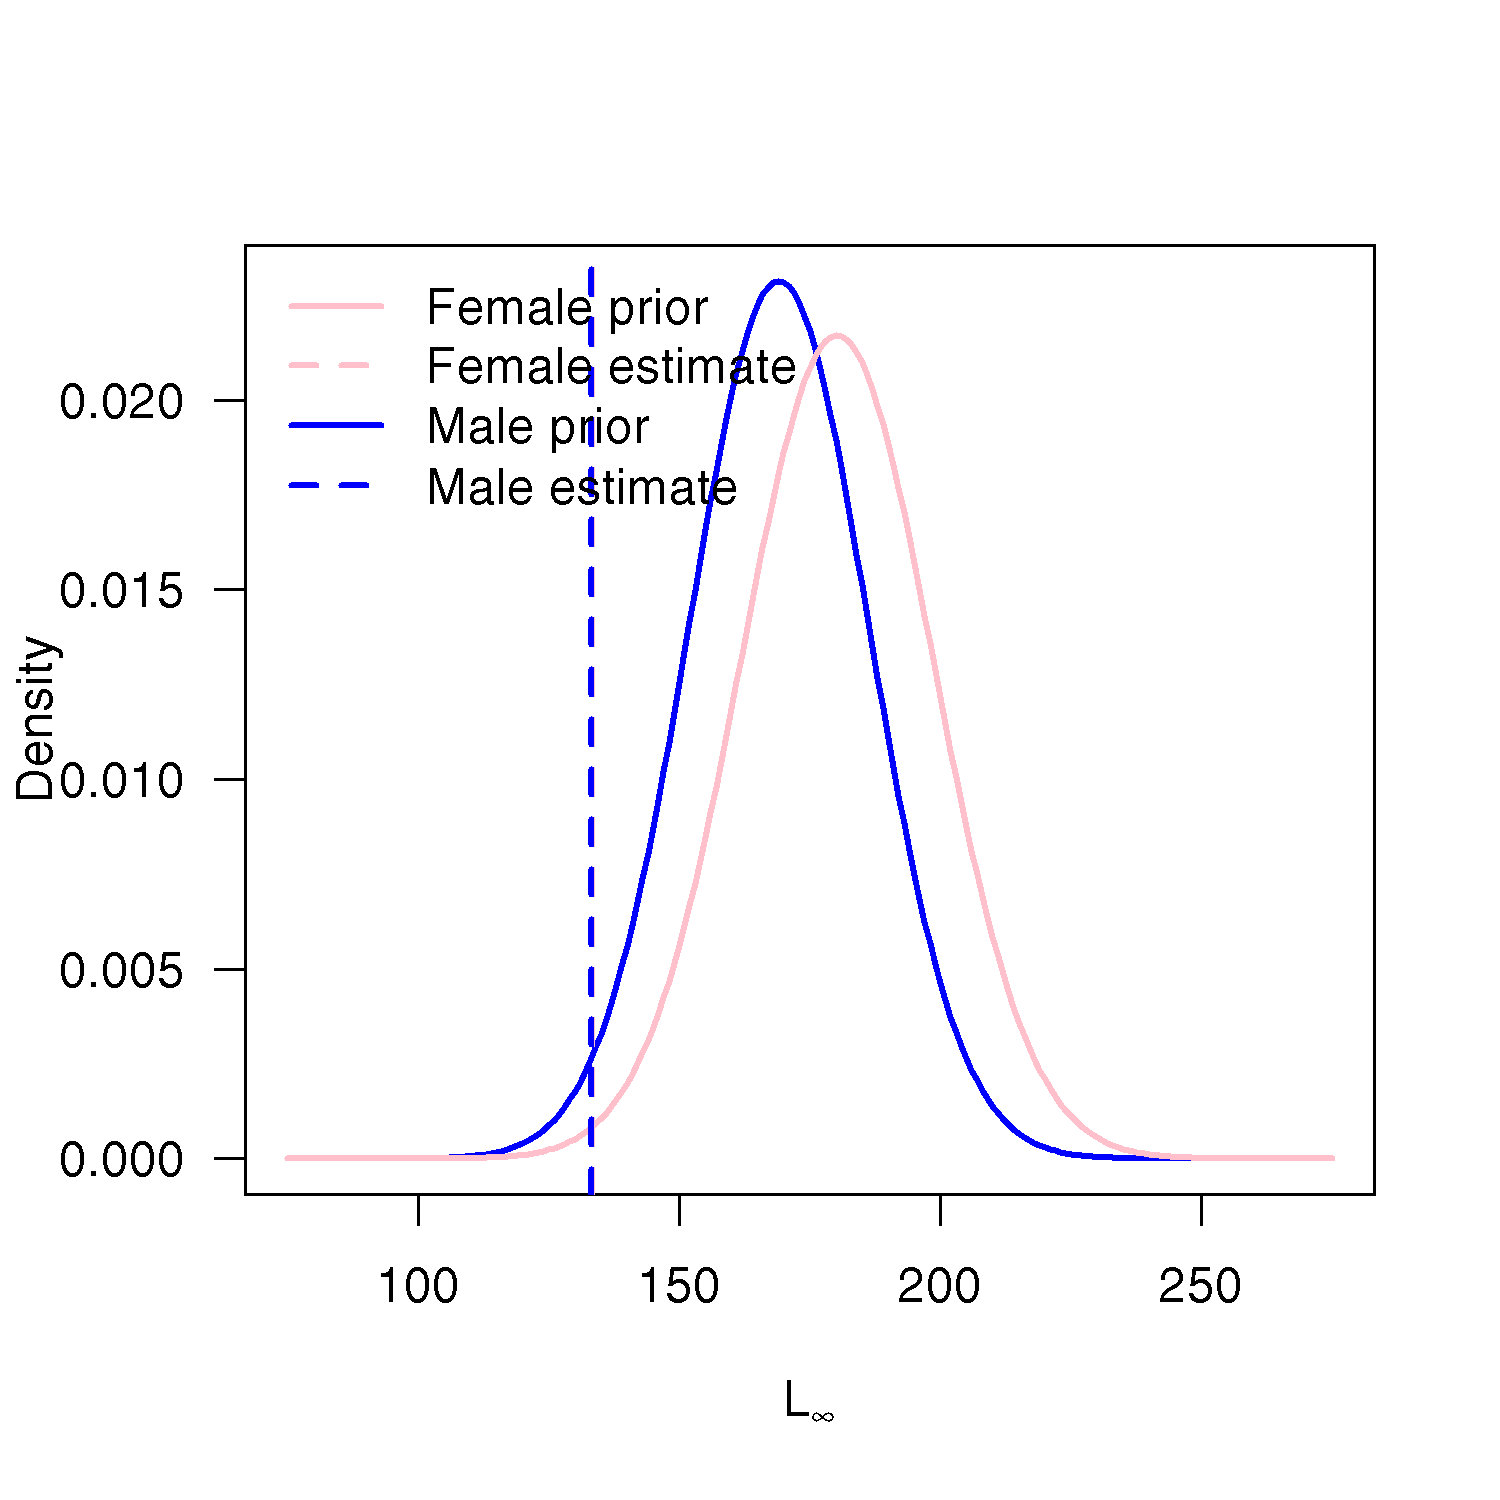 Female prior
Female estimate
Male prior
Male estimate
0.020
0.015
0.010
0.005
0.000
Density
100 150 200 250
L∞